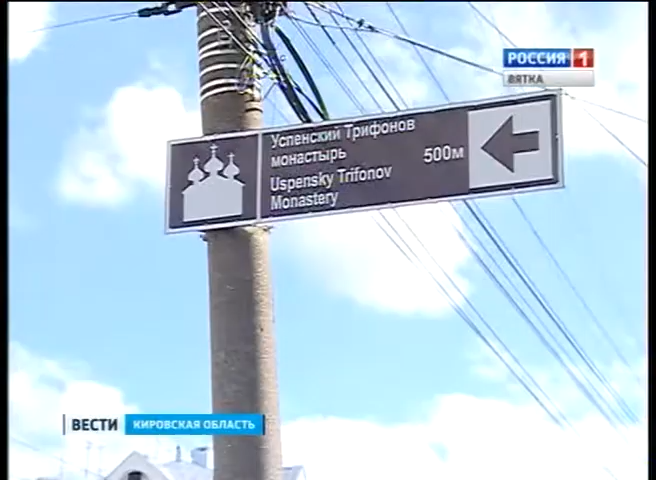 РОССИЯ 1
ВЯТКА
Успенский Трифонов
монастырь
Uspensky Trifonov
Monastery
500м
ВЕСТИ КИРОВСКАЯ ОБЛАСТЬ